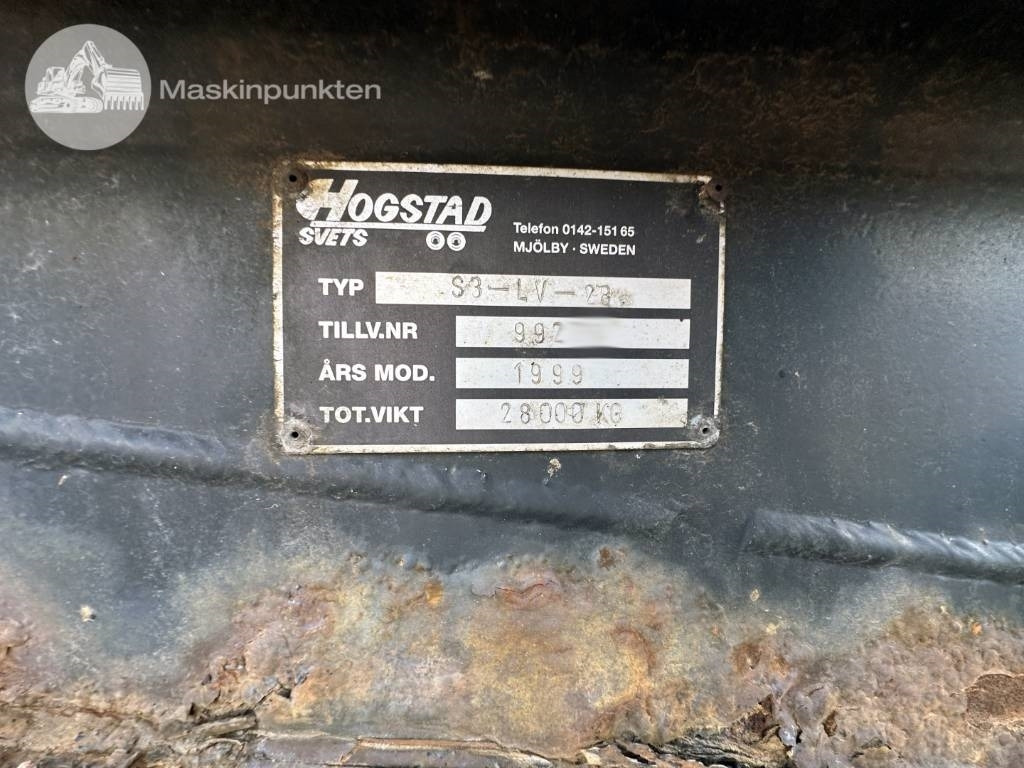 Maskinpunkten
HOGSTAD
SVETS
Telefon 0142-151 65
MJÖLBY · SWEDEN
TYP S3-LV-28
TILLV.NR 992
ÅRS MOD. 1999
TOT.VIKT 28000 KG